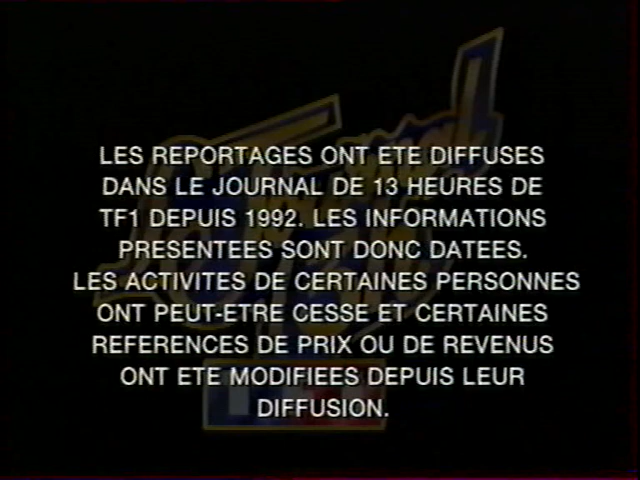 LES REPORTAGES ONT ETE DIFFUSES
DANS LE JOURNAL DE 13 HEURES DE
TF1 DEPUIS 1992. LES INFORMATIONS
PRESENTEES SONT DONC DATEES.
LES ACTIVITES DE CERTAINES PERSONNES
ONT PEUT-ETRE CESSE ET CERTAINES
REFERENCES DE PRIX OU DE REVENUS
ONT ETE MODIFIEES DEPUIS LEUR
DIFFUSION.